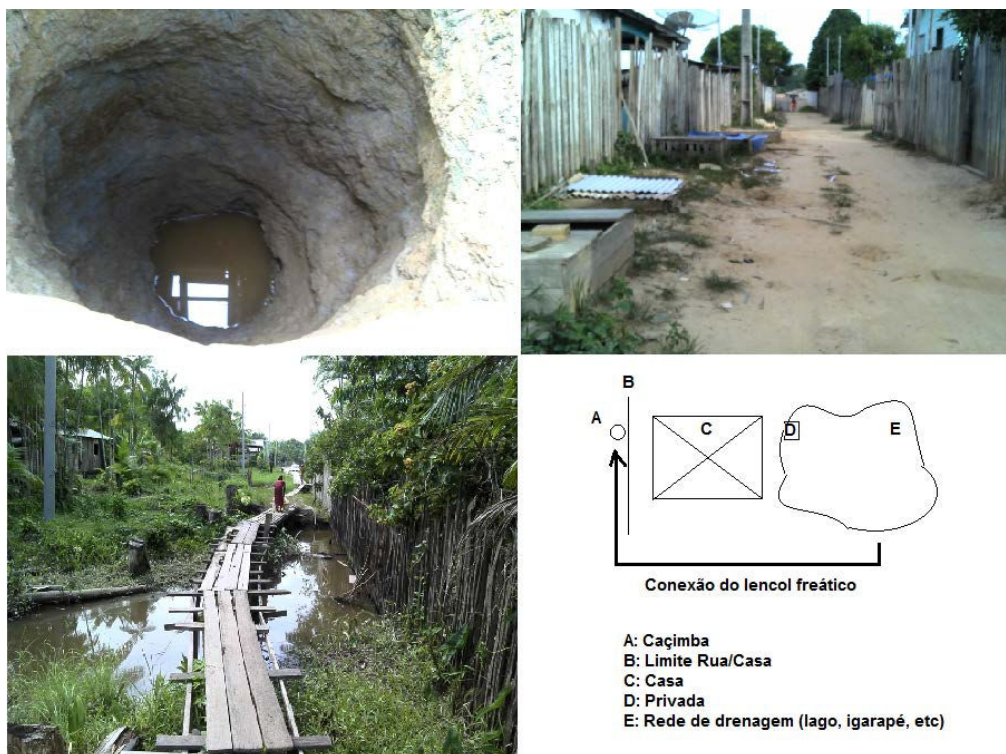 B
A
C
D
E
Conexão do lencol freático
A: Caçimba
B: Limite Rua/Casa
C: Casa
D: Privada
E: Rede de drenagem (lago, igarapé, etc)